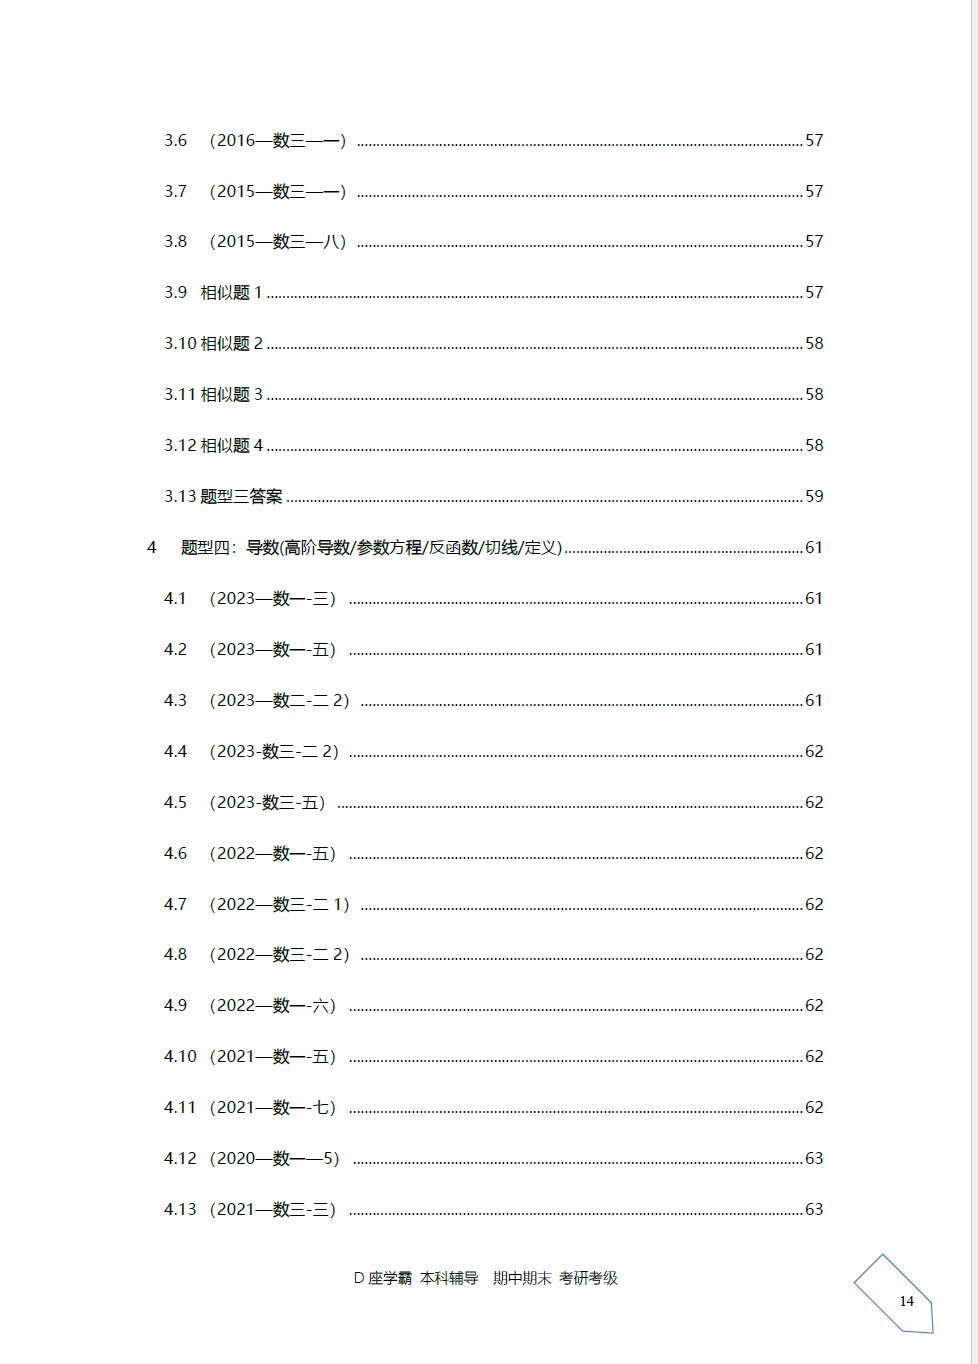 3.6 （2016—数三—一）........57
3.7 （2015—数三—一）........57
3.8 （2015—数三—八）........57
3.9 相似题 1........57
3.10 相似题 2........58
3.11 相似题 3........58
3.12 相似题 4........58
3.13 题型三答案........59
4 题型四：导数(高阶导数/参数方程/反函数/切线/定义)........61
4.1 （2023—数一-三）........61
4.2 （2023—数一-五）........61
4.3 （2023—数二-二 2）........61
4.4 （2023-数三-二 2）........62
4.5 （2023-数三-五）........62
4.6 （2022—数一-五）........62
4.7 （2022—数三-二 1）........62
4.8 （2022—数三-二 2）........62
4.9 （2022—数一-六）........62
4.10 （2021—数一-五）........62
4.11 （2021—数一-七）........62
4.12 （2020—数一—5）........63
4.13 （2021—数三-三）........63
D 座学霸 本科辅导 期中期末 考研考级
14